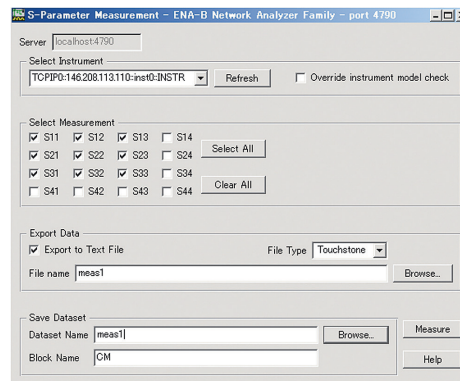 S-Parameter Measurement - ENA-B Network Analyzer Family - port 4790
Server localhost:4790
Select Instrument
TCPIP0:146.208.113.110:inst0:INSTR Refresh Override instrument model check
Select Measurement
S11 S12 S13 S14
S21 S22 S23 S24 Select All
S31 S32 S33 S34
S41 S42 S43 S44 Clear All
Export Data
Export to Text File File Type Touchstone
File name meas1 Browse...
Save Dataset
Dataset Name meas1 Browse... Measure
Block Name CM Help